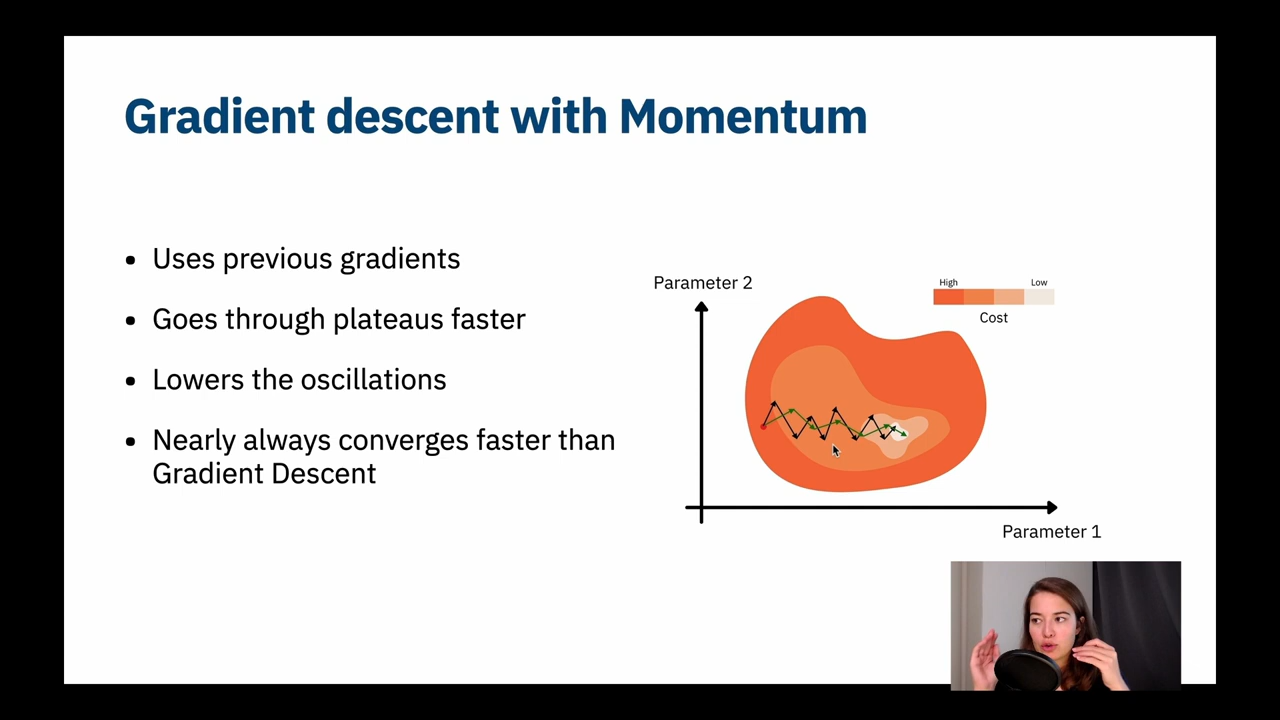 Gradient descent with Momentum
• Uses previous gradients
• Goes through plateaus faster
• Lowers the oscillations
• Nearly always converges faster than
Gradient Descent
Parameter 2
High Low
Cost
Parameter 1